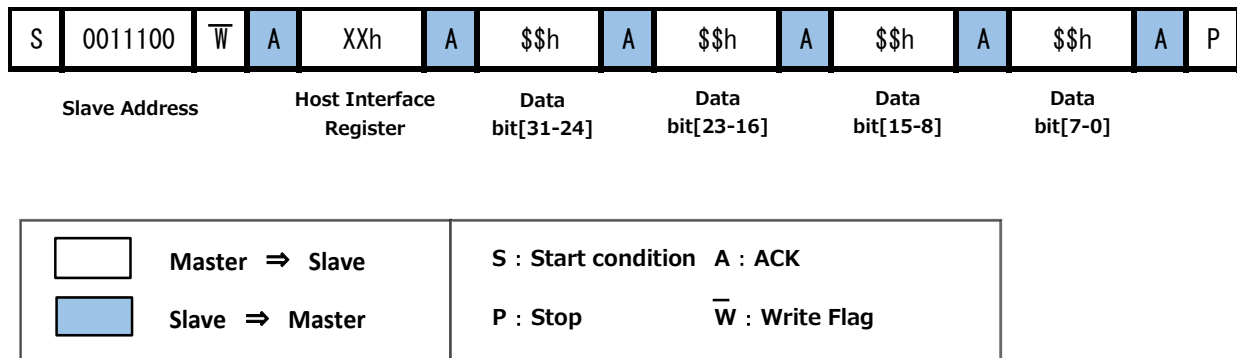 S 0011100 W̅ A XXh A $$h A $$h A $$h A $$h A P
Slave Address Host Interface Register Data bit[31-24] Data bit[23-16] Data bit[15-8] Data bit[7-0]
Master ⇒ Slave
Slave ⇒ Master
S : Start condition A : ACK
P : Stop W̅ : Write Flag